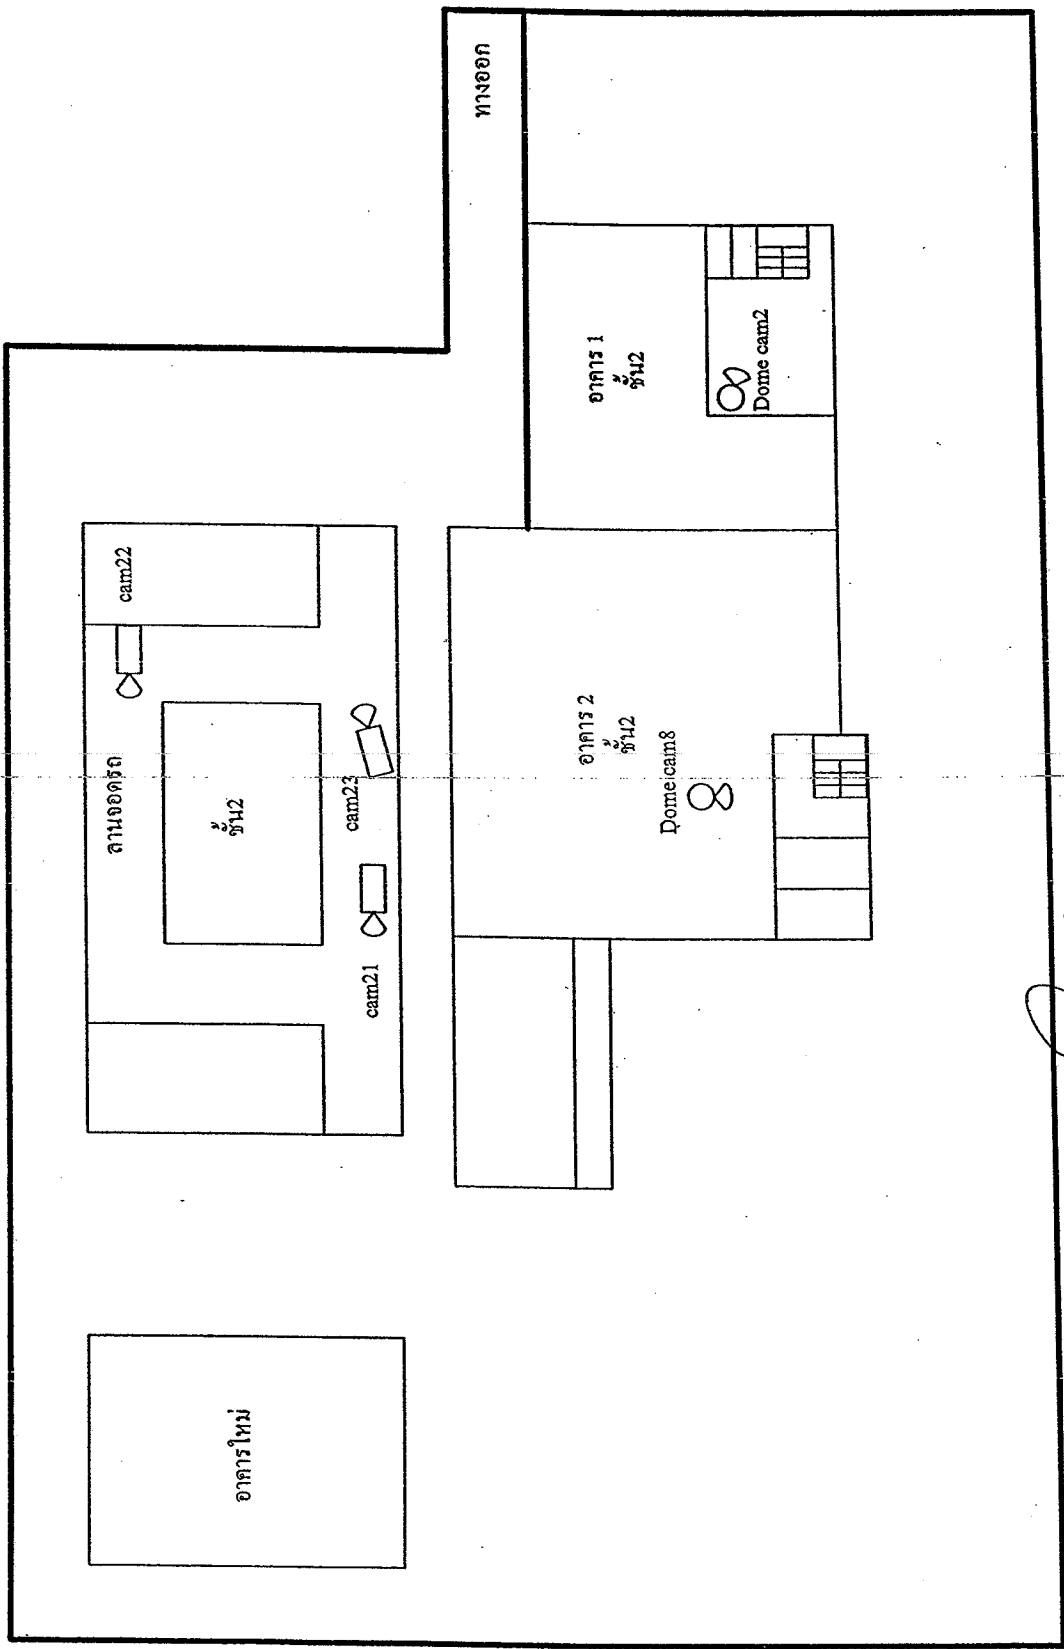 ทางออก
อาคาร 1
ชั้น2
Dome cam2
cam22
ลานจอดรถ
ชั้น2
cam23
cam21
อาคาร 2
ชั้น2
Dome cam8
อาคารใหม่